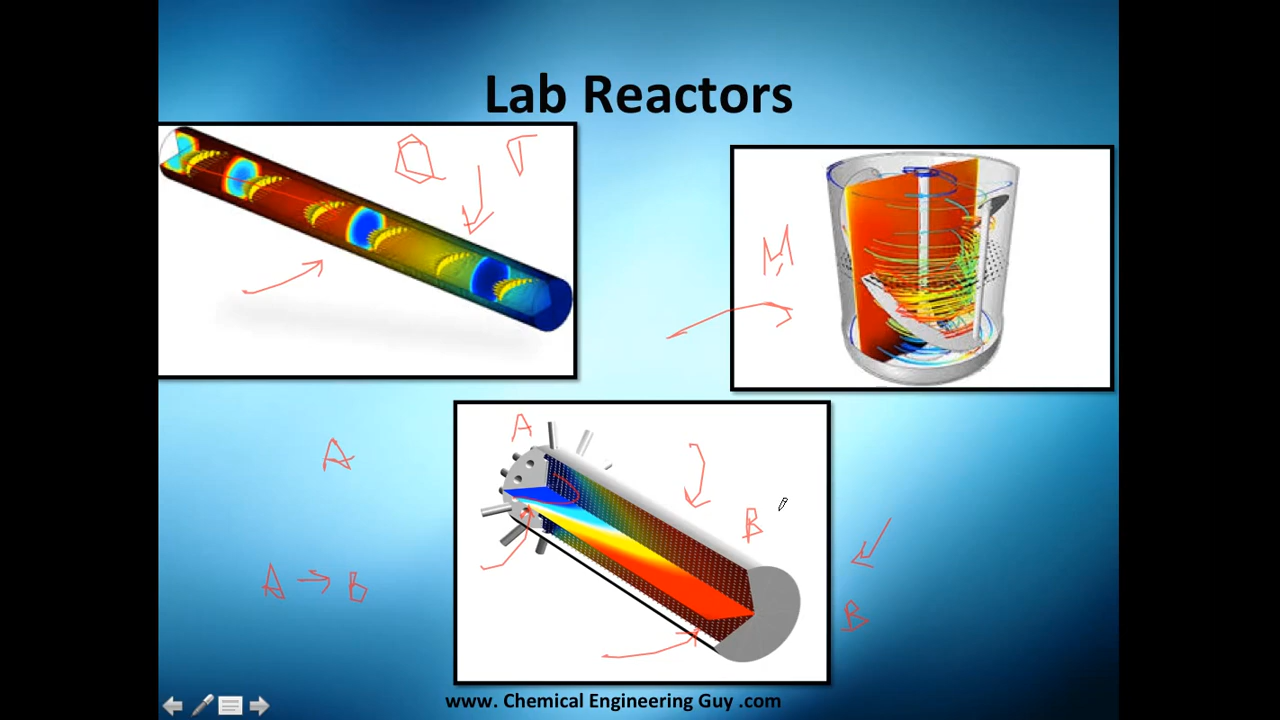 Lab Reactors
Q T
M
A
A
B
A → B
B
www. Chemical Engineering Guy .com